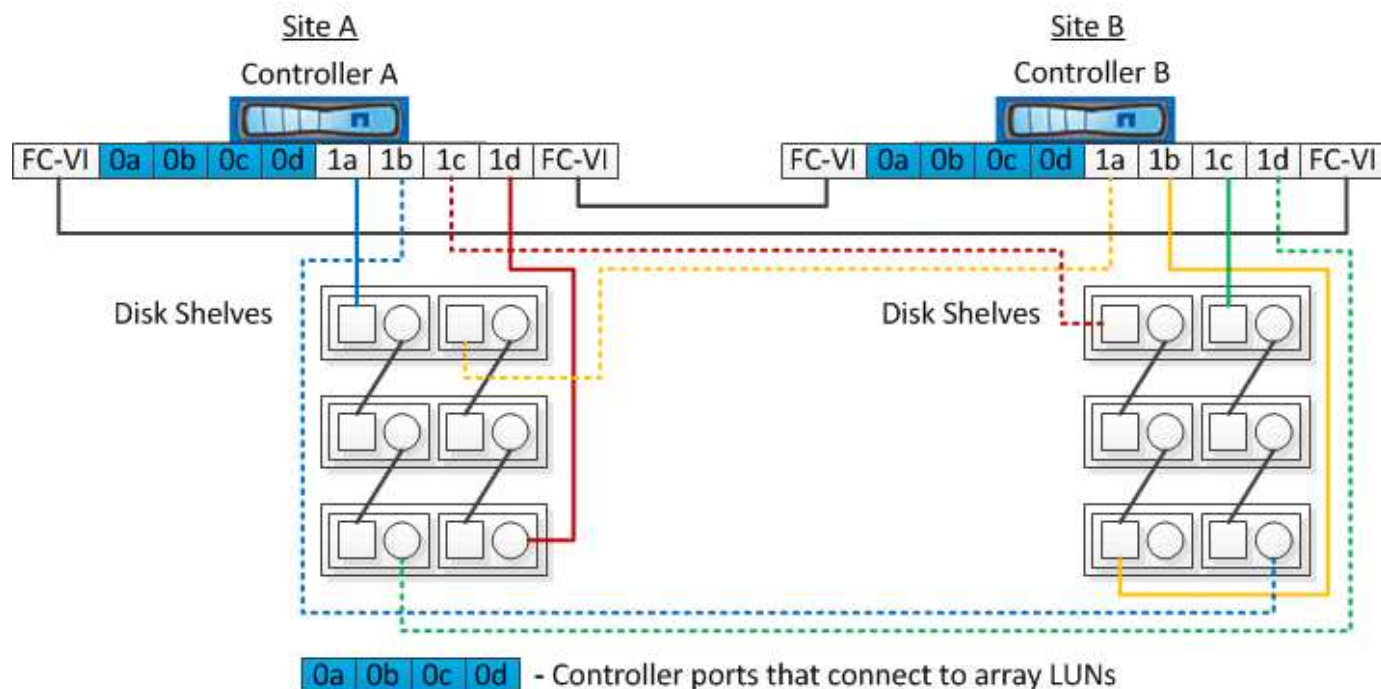 Site A
Site B
Controller A
Controller B
FC-VI 0a 0b 0c 0d 1a 1b 1c 1d FC-VI
FC-VI 0a 0b 0c 0d 1a 1b 1c 1d FC-VI
Disk Shelves
Disk Shelves
0a 0b 0c 0d - Controller ports that connect to array LUNs